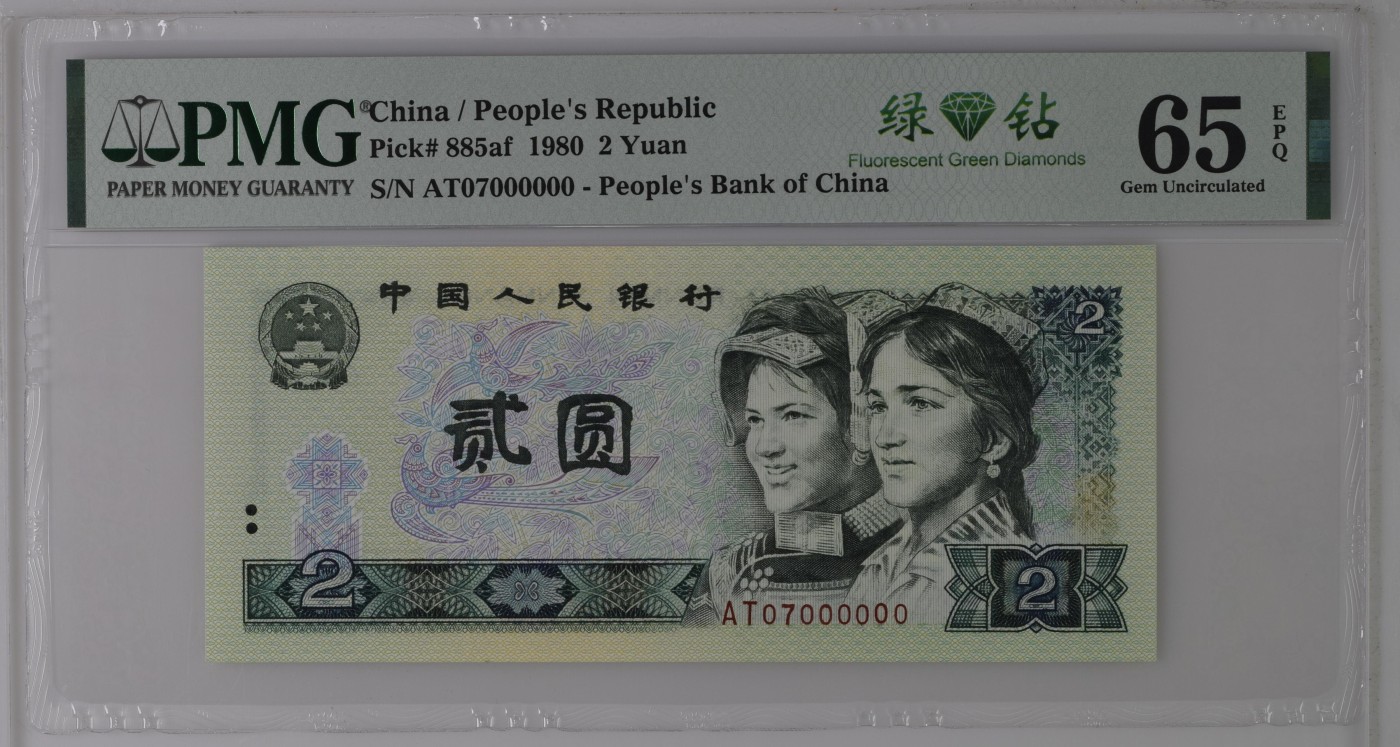 PMG®
PAPER MONEY GUARANTY
China / People's Republic
Pick# 885af 1980 2 Yuan
S/N AT07000000 - People's Bank of China
绿 钻
Fluorescent Green Diamonds
65 EPQ
Gem Uncirculated
中国人民银行
2
贰圆
2
AT07000000
2